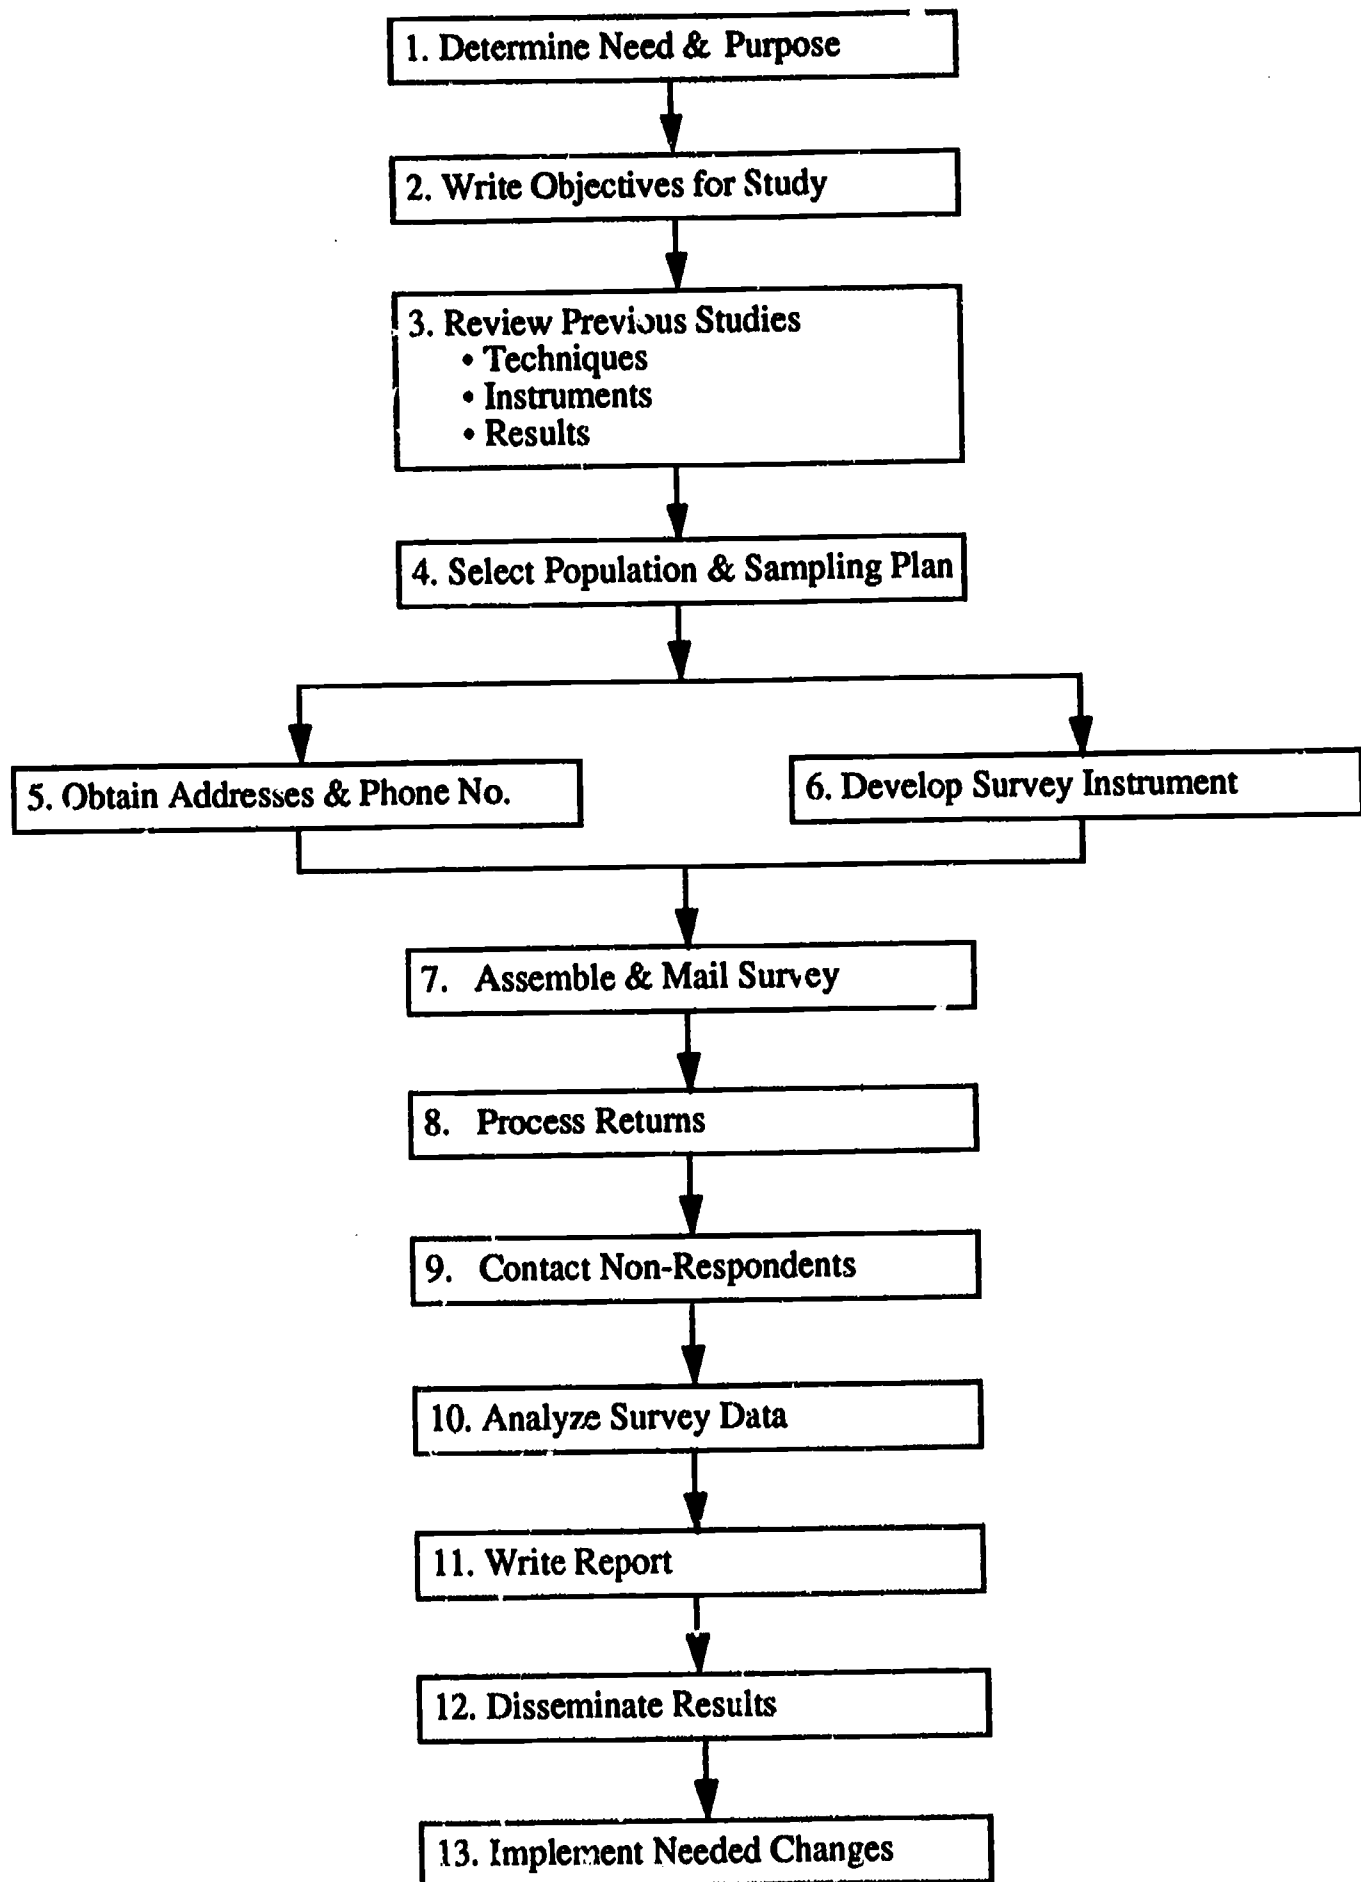 1. Determine Need & Purpose
2. Write Objectives for Study
3. Review Previous Studies
• Techniques
• Instruments
• Results
4. Select Population & Sampling Plan
5. Obtain Addresses & Phone No.
6. Develop Survey Instrument
7. Assemble & Mail Survey
8. Process Returns
9. Contact Non-Respondents
10. Analyze Survey Data
11. Write Report
12. Disseminate Results
13. Implement Needed Changes